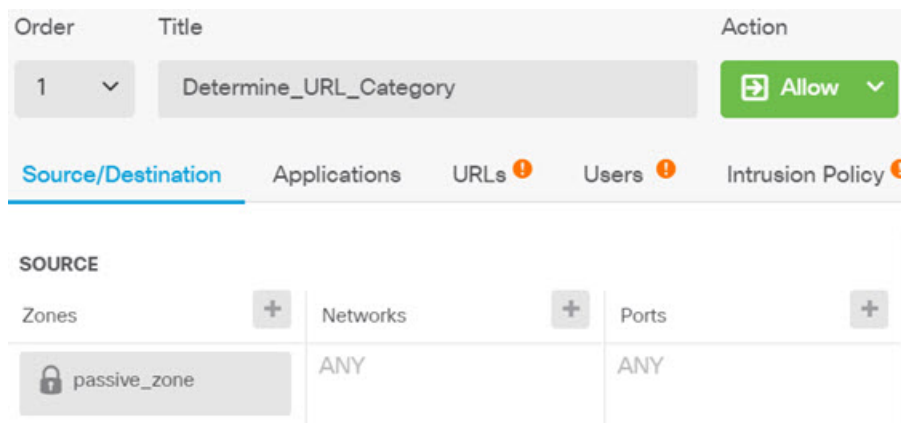 Order Title Action
1 Determine_URL_Category Allow
Source/Destination Applications URLs Users Intrusion Policy
SOURCE
Zones Networks Ports
passive_zone ANY ANY